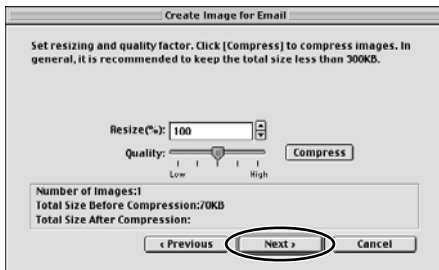 Create Image for Email
Set resizing and quality factor. Click [Compress] to compress images. In
general, it is recommended to keep the total size less than 300KB.
Resize(%): 100
Quality:
Compress
Low High
Number of Images:1
Total Size Before Compression:70KB
Total Size After Compression:
‹ Previous Next › Cancel